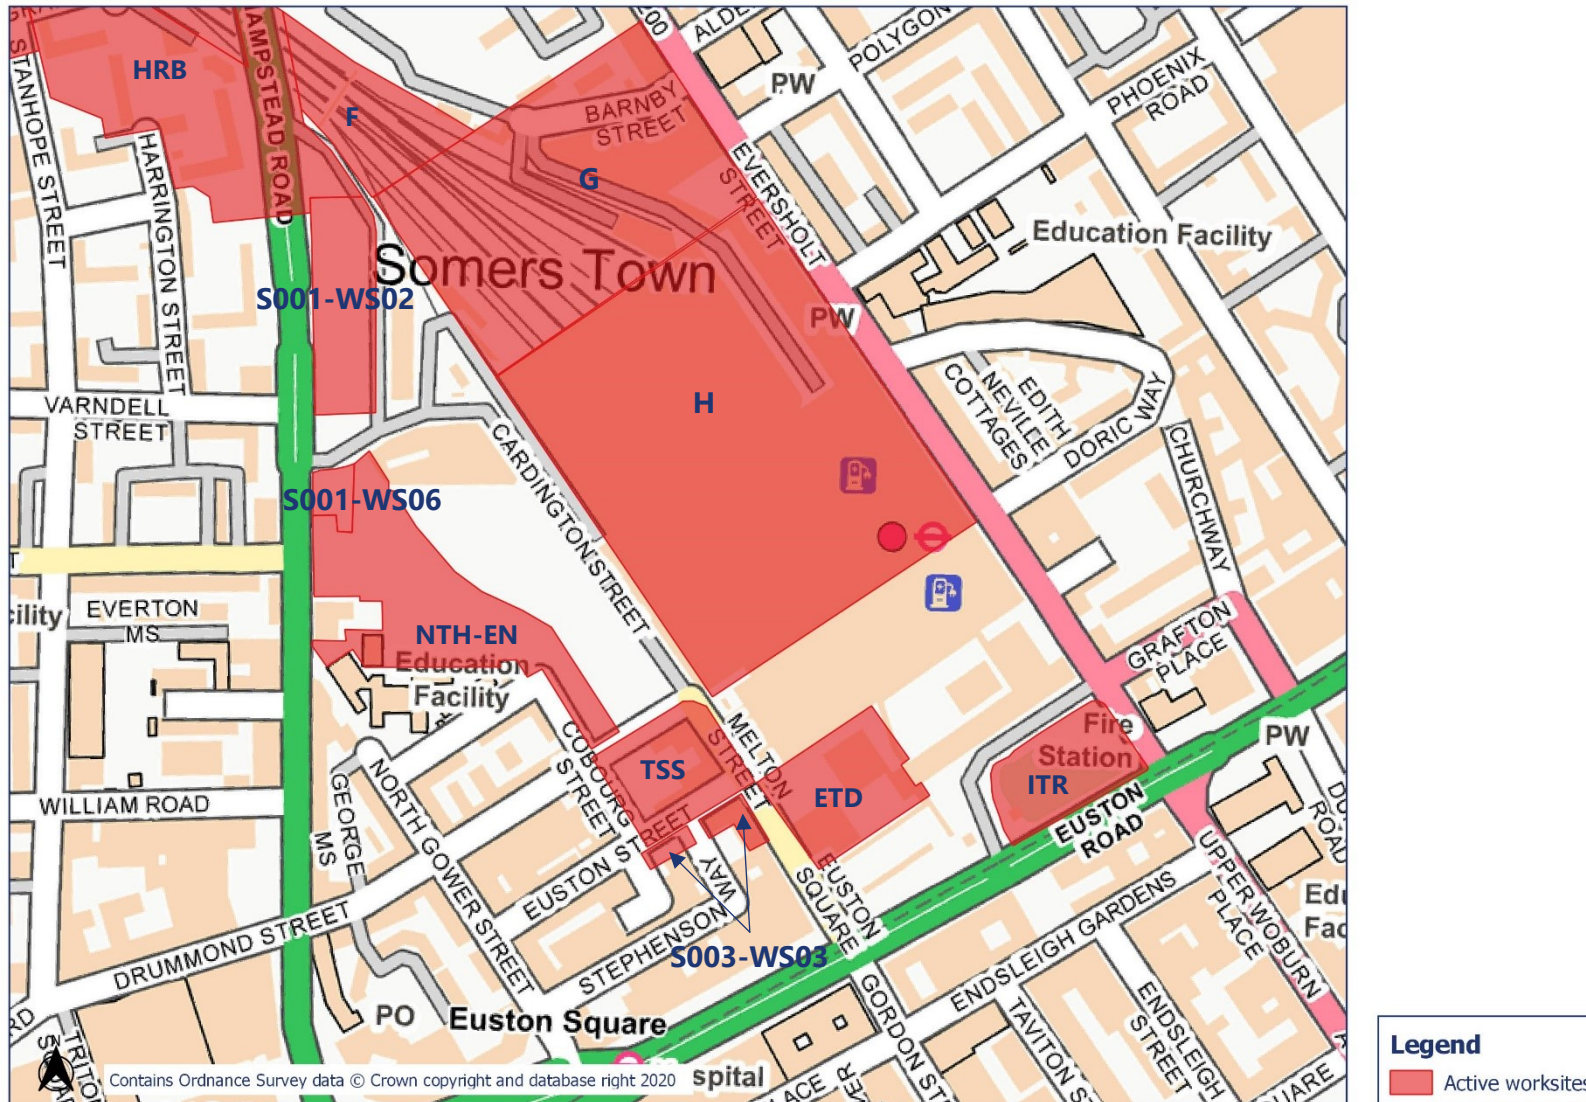 HAMPSTEAD ROAD
STANHOPE STREET
HRB
HARRINGTON STREET
F
BARNBY
STREET
G
PW
POLYGON
PHOENIX
ROAD
EVERSHOLT
STREET
Education Facility
Somers Town
S001-WS02
PW
H
VARNDELL
STREET
CARDINGTON STREET
EDITH
NEVILLE
COTTAGES
DORIC WAY
CHURCHWAY
S001-WS06
EVERTON
MS
NTH-EN
Education
Facility
GRAFTON
PLACE
Fire
Station
PW
MELTON
STREET
TSS
ETD
ITR
EUSTON
ROAD
WILLIAM ROAD
GEORGE
MS
NORTH GOWER STREET
COBOURG
STREET
EUSTON STREET
STEPHENSON WAY
EUSTON
SQUARE
UPPER WOBURN
PLACE
DRUMMOND STREET
S003-WS03
ENDSLEIGH GARDENS
PO
Euston Square
GORDON ST
TAVITON ST
ENDSLEIGH
STREET
Contains Ordnance Survey data © Crown copyright and database right 2020
spital
Legend
Active worksites